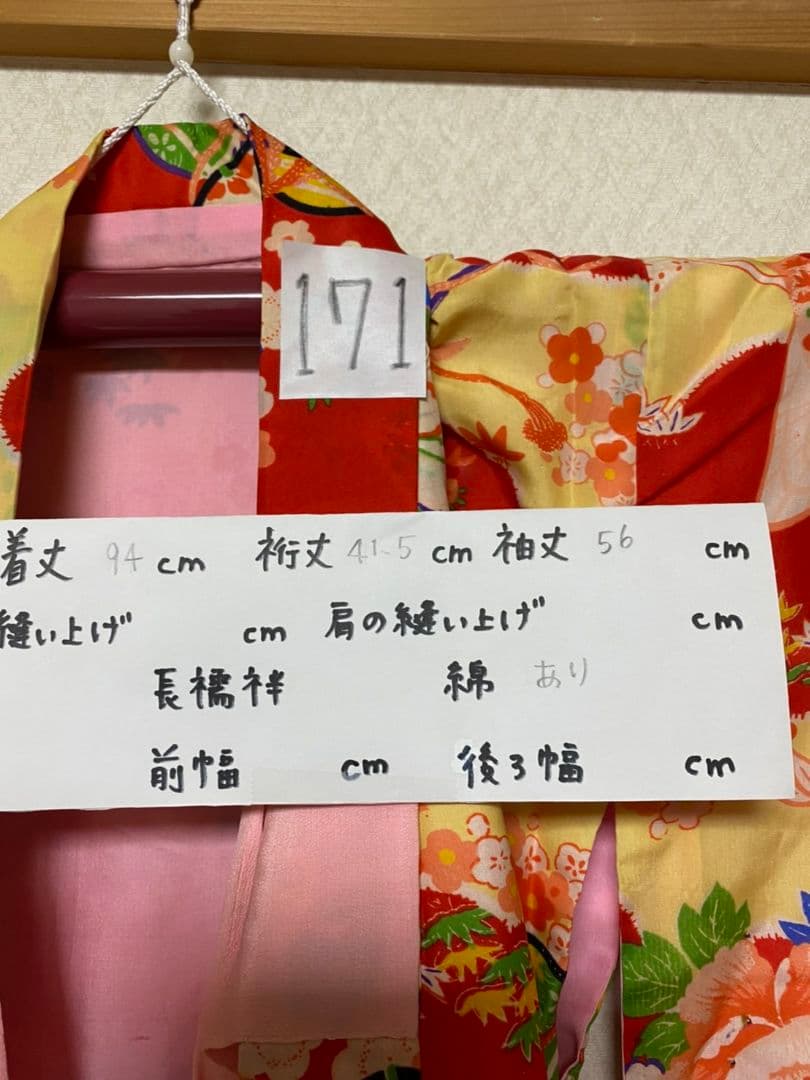 171
着丈 94 cm 裄丈 41.5 cm 袖丈 56 cm
縫い上げ cm 肩の縫い上げ cm
長襦袢 綿 あり
前幅 cm 後ろ幅 cm